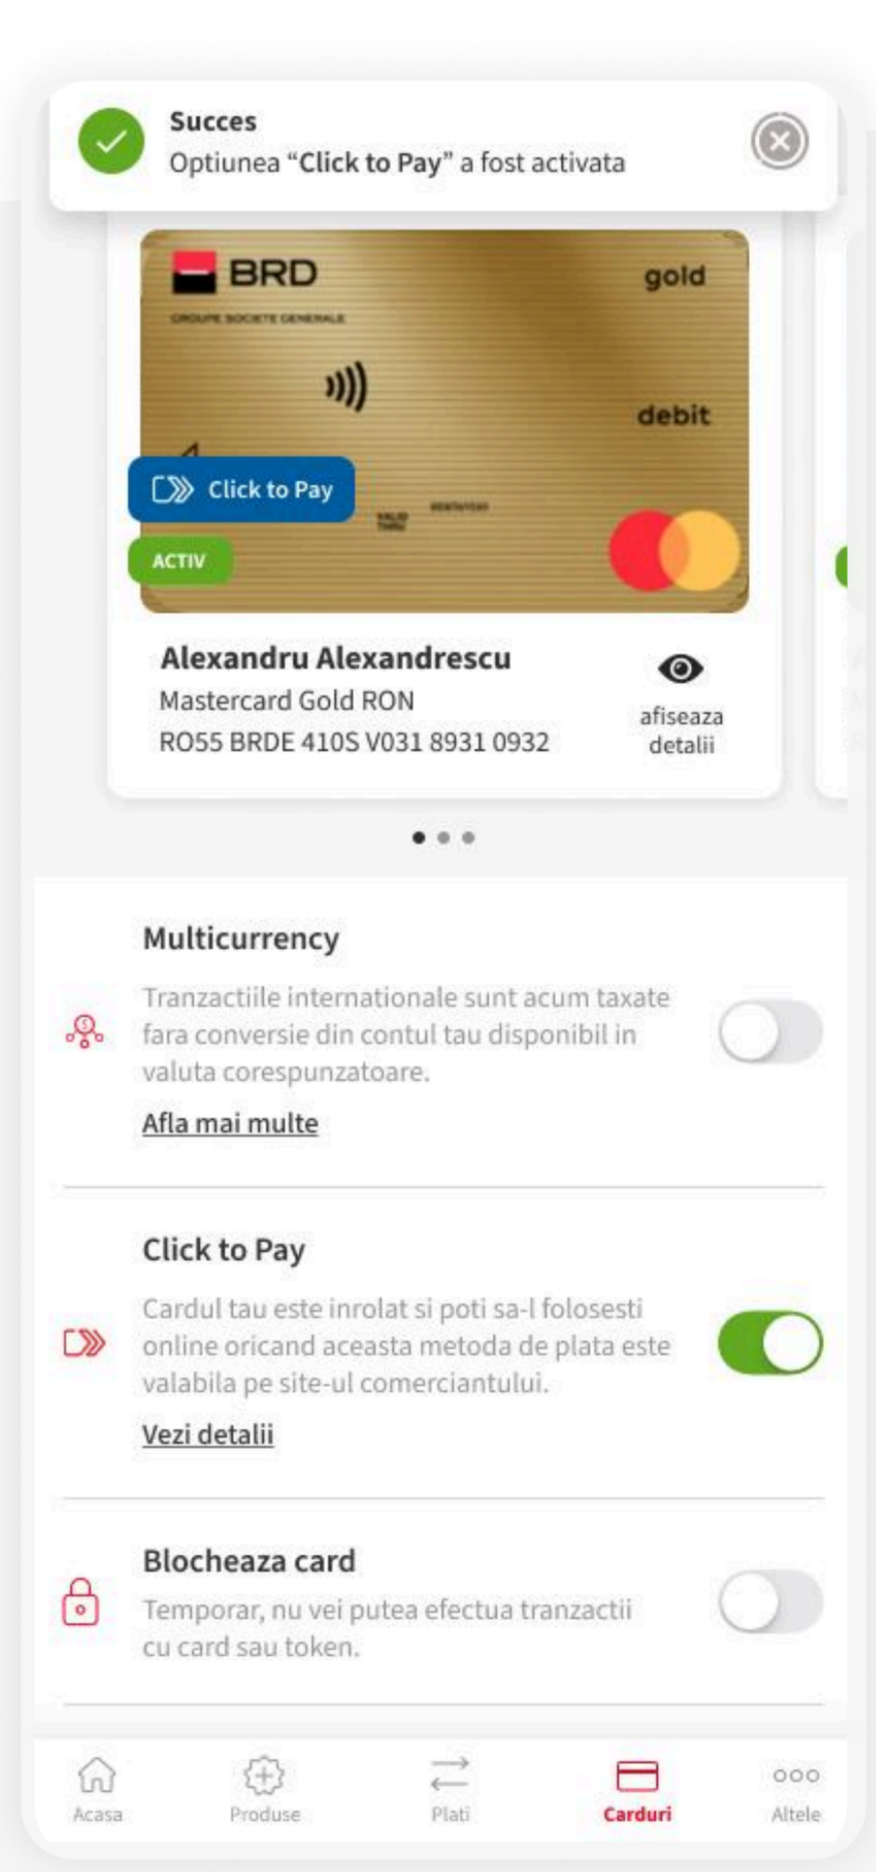 Succes
Optiunea “Click to Pay” a fost activata
BRD
gold
GROUPE SOCIETE GENERALE
debit
4
Click to Pay
VALID
THRU
ACTIV
Alexandru Alexandrescu
Mastercard Gold RON
RO55 BRDE 410S V031 8931 0932
afiseaza
detalii
Multicurrency
Tranzactiile internationale sunt acum taxate
fara conversie din contul tau disponibil in
valuta corespunzatoare.
Afla mai multe
Click to Pay
Cardul tau este inrolat si poti sa-l folosesti
online oricand aceasta metoda de plata este
valabila pe site-ul comerciantului.
Vezi detalii
Blocheaza card
Temporar, nu vei putea efectua tranzactii
cu card sau token.
Acasa
Produse
Plati
Carduri
Altele